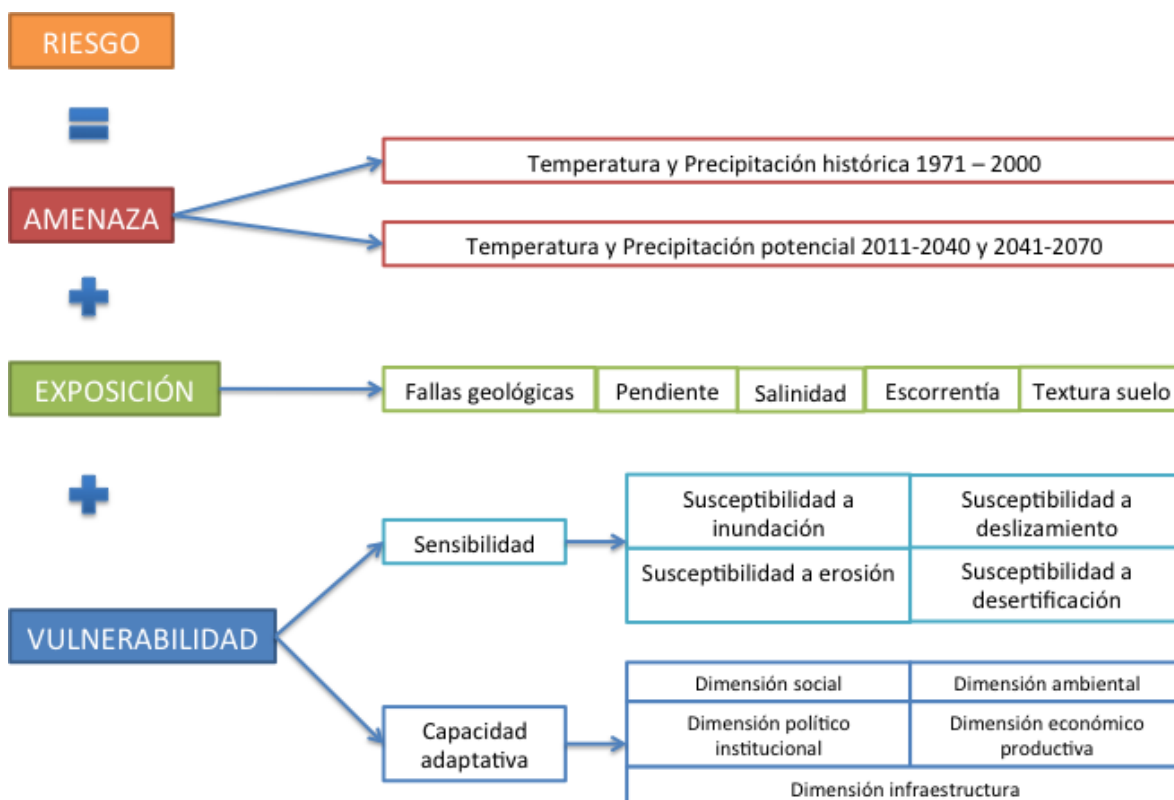 RIESGO
=
Temperatura y Precipitación histórica 1971 – 2000
AMENAZA
Temperatura y Precipitación potencial 2011-2040 y 2041-2070
+
EXPOSICIÓN
Fallas geológicas
Pendiente
Salinidad
Escorrentía
Textura suelo
+
VULNERABILIDAD
Sensibilidad
Susceptibilidad a
inundación
Susceptibilidad a
deslizamiento
Susceptibilidad a erosión
Susceptibilidad a
desertificación
Capacidad
adaptativa
Dimensión social
Dimensión ambiental
Dimensión político
institucional
Dimensión económico
productiva
Dimensión infraestructura